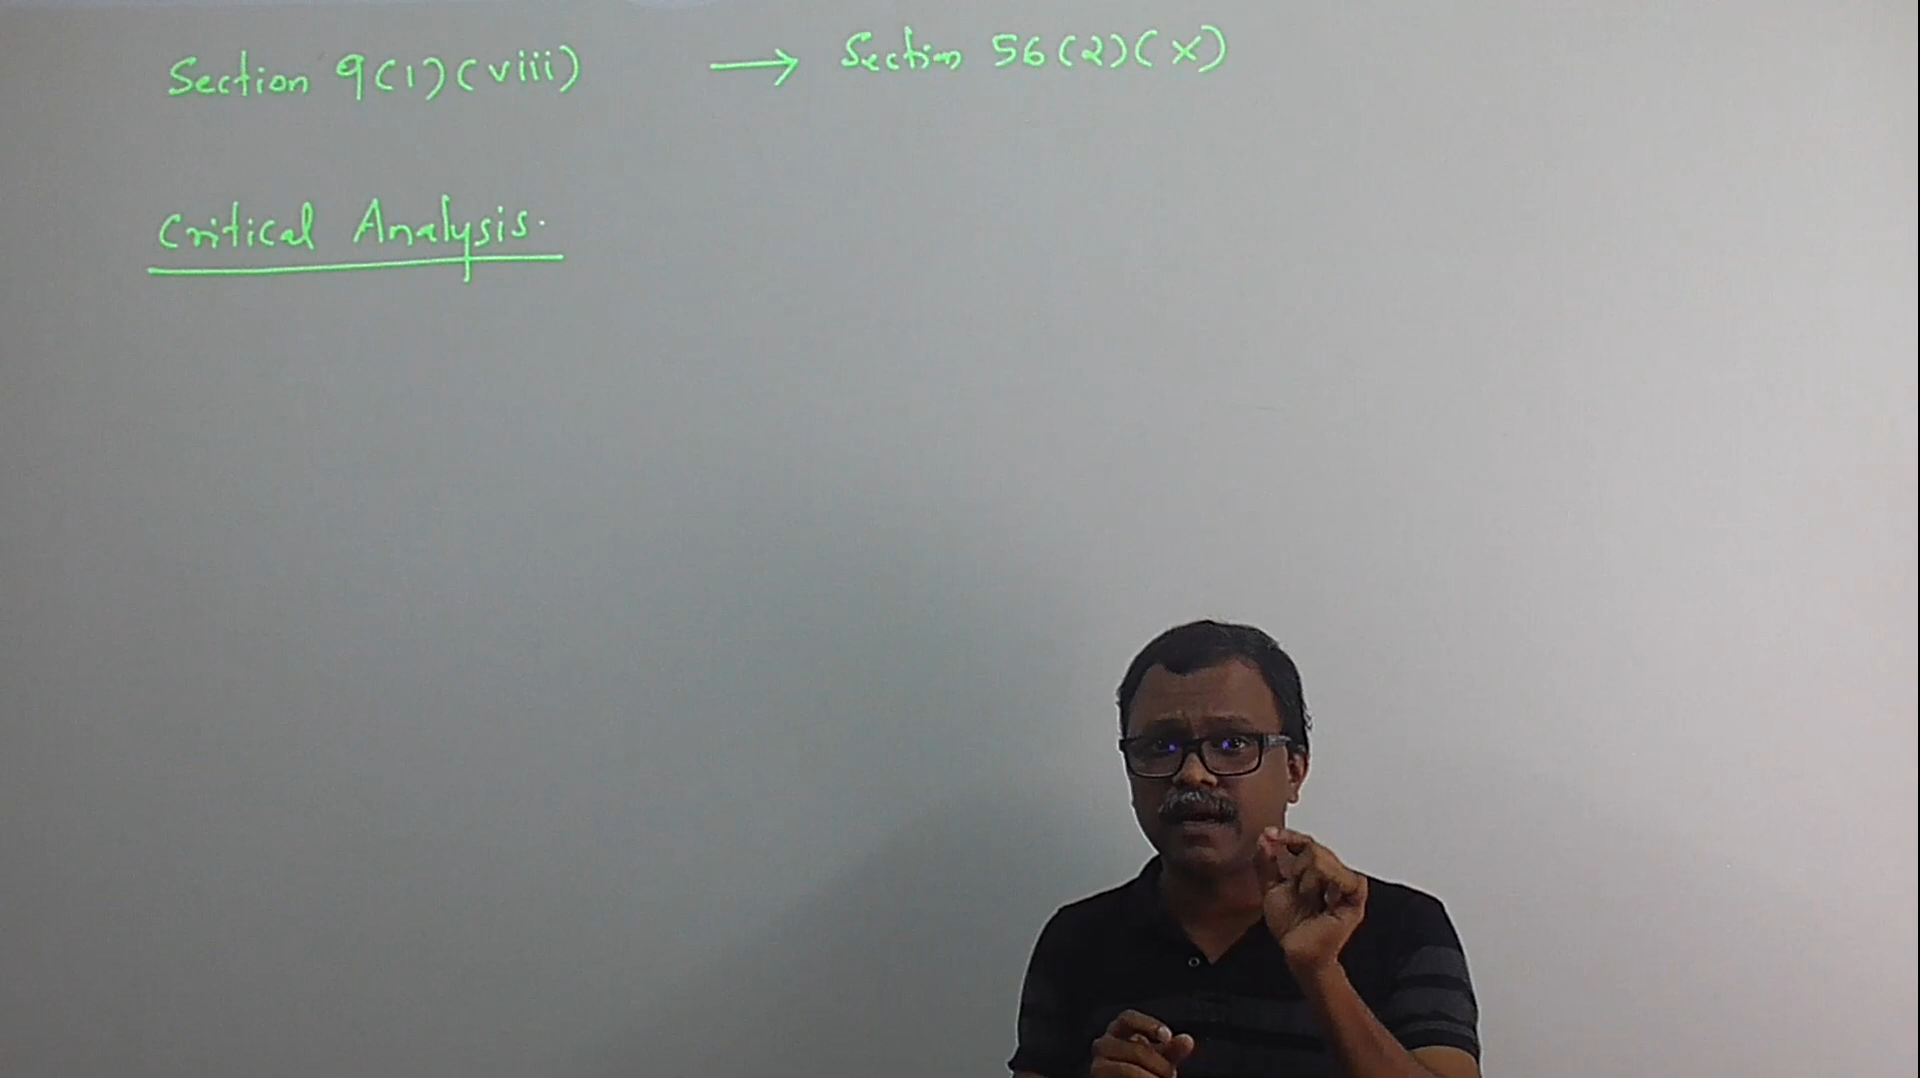 Section 9(1)(viii) → Section 56(2)(x)
Critical Analysis.